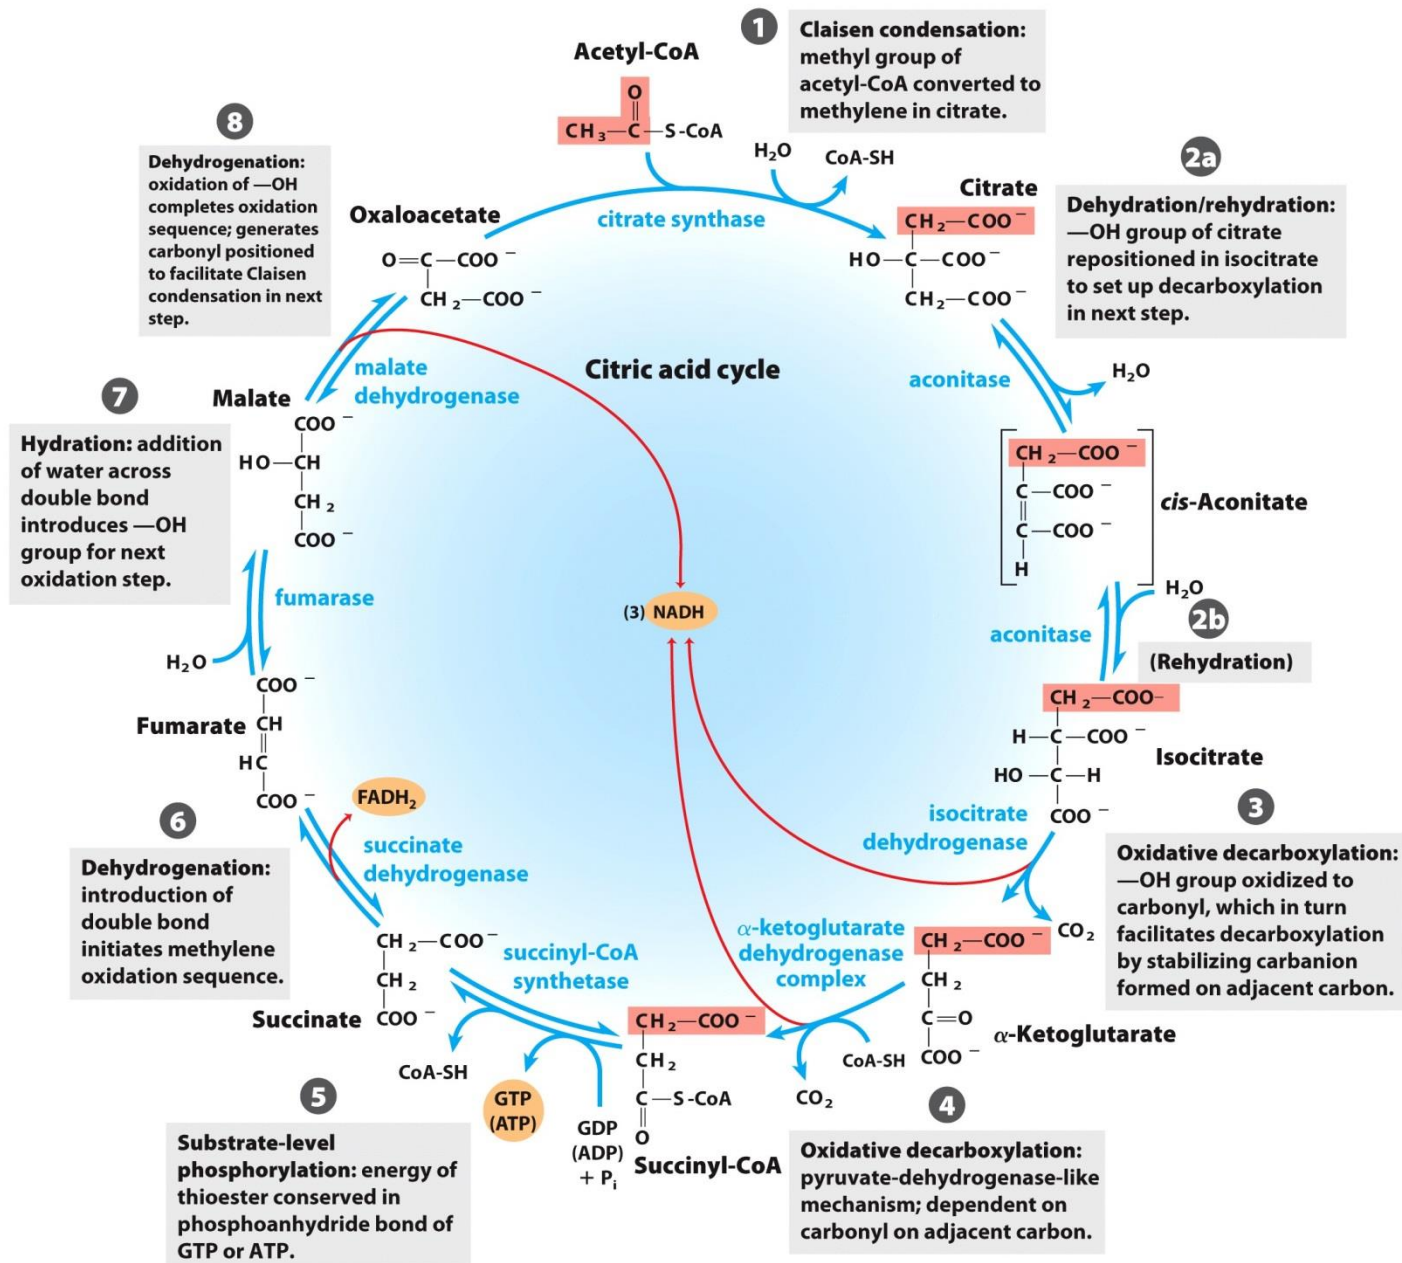 1
Claisen condensation:
methyl group of
acetyl-CoA converted to
methylene in citrate.
Acetyl-CoA
O
CH₃—C—S-CoA
H₂O
CoA-SH
citrate synthase
8
Dehydrogenation:
oxidation of —OH
completes oxidation
sequence; generates
carbonyl positioned
to facilitate Claisen
condensation in next
step.
Oxaloacetate
O=C—COO⁻
CH₂—COO⁻
Citrate
CH₂—COO⁻
HO—C—COO⁻
CH₂—COO⁻
2a
Dehydration/rehydration:
—OH group of citrate
repositioned in isocitrate
to set up decarboxylation
in next step.
Citric acid cycle
malate
dehydrogenase
aconitase
H₂O
CH₂—COO⁻
C—COO⁻
C—COO⁻
H
cis-Aconitate
7
Hydration: addition
of water across
double bond
introduces —OH
group for next
oxidation step.
Malate
COO⁻
HO—CH
CH₂
COO⁻
fumarase
H₂O
(3) NADH
aconitase
H₂O
2b
(Rehydration)
CH₂—COO⁻
H—C—COO⁻
HO—C—H
COO⁻
Isocitrate
Fumarate
COO⁻
CH
HC
COO⁻
FADH₂
succinate
dehydrogenase
isocitrate
dehydrogenase
3
Oxidative decarboxylation:
—OH group oxidized to
carbonyl, which in turn
facilitates decarboxylation
by stabilizing carbanion
formed on adjacent carbon.
CO₂
6
Dehydrogenation:
introduction of
double bond
initiates methylene
oxidation sequence.
CH₂—COO⁻
CH₂
COO⁻
Succinate
succinyl-CoA
synthetase
α-ketoglutarate
dehydrogenase
complex
CH₂—COO⁻
CH₂
C=O
COO⁻
α-Ketoglutarate
CoA-SH
GTP
(ATP)
GDP
(ADP)
+ Pᵢ
CH₂—COO⁻
CH₂
C—S-CoA
O
Succinyl-CoA
CO₂
CoA-SH
5
Substrate-level
phosphorylation: energy of
thioester conserved in
phosphoanhydride bond of
GTP or ATP.
4
Oxidative decarboxylation:
pyruvate-dehydrogenase-like
mechanism; dependent on
carbonyl on adjacent carbon.